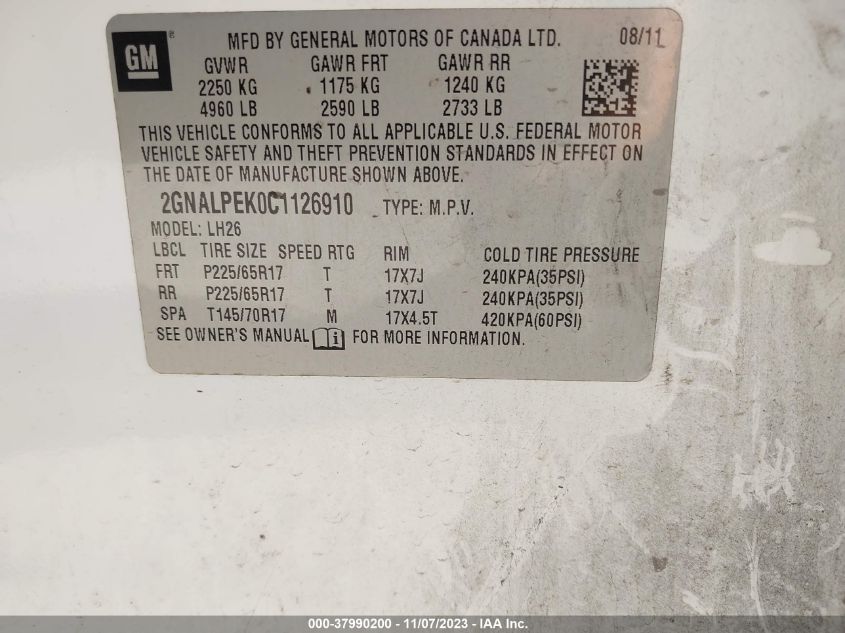 GM ® MFD BY GENERAL MOTORS OF CANADA LTD. 08/11
GVWR GAWR FRT GAWR RR
2250 KG 1175 KG 1240 KG
4960 LB 2590 LB 2733 LB
THIS VEHICLE CONFORMS TO ALL APPLICABLE U.S. FEDERAL MOTOR
VEHICLE SAFETY AND THEFT PREVENTION STANDARDS IN EFFECT ON
THE DATE OF MANUFACTURE SHOWN ABOVE.
2GNALPEK0C1126910 TYPE: M.P.V.
MODEL: LH26
LBCL TIRE SIZE SPEED RTG RIM COLD TIRE PRESSURE
FRT P225/65R17 T 17X7J 240KPA(35PSI)
RR P225/65R17 T 17X7J 240KPA(35PSI)
SPA T145/70R17 M 17X4.5T 420KPA(60PSI)
SEE OWNER'S MANUAL i FOR MORE INFORMATION.
000-37990200 - 11/07/2023 - IAA Inc.